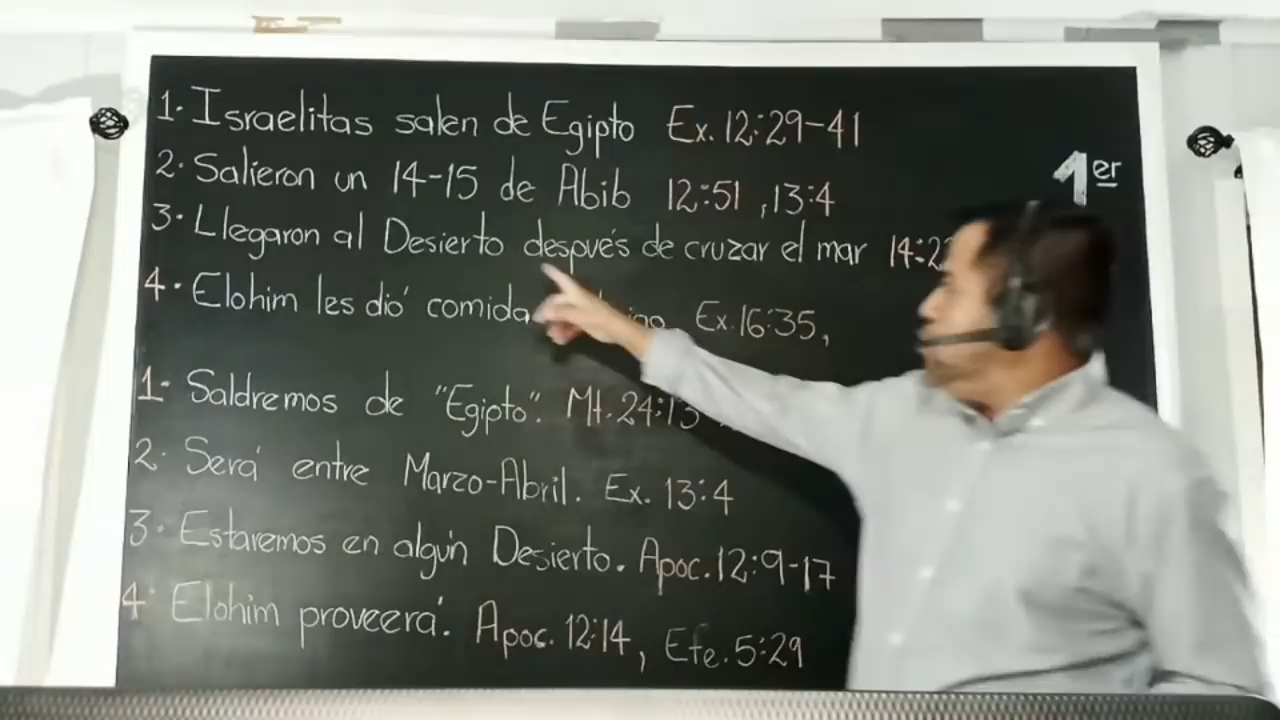 1. Israelitas salen de Egipto Ex. 12:29-41
1er
2. Salieron un 14-15 de Abib 12:51 ,13:4
3. Llegaron al Desierto después de cruzar el mar
4. Elohim les dió comida Ex. 16:35,
1- Saldremos de "Egipto". Mt. 24:15
2. Será entre Marzo-Abril. Ex. 13:4
3. Estaremos en algún Desierto. Apoc. 12:9-17
4. Elohim proveerá. Apoc. 12:14, Efe. 5:29